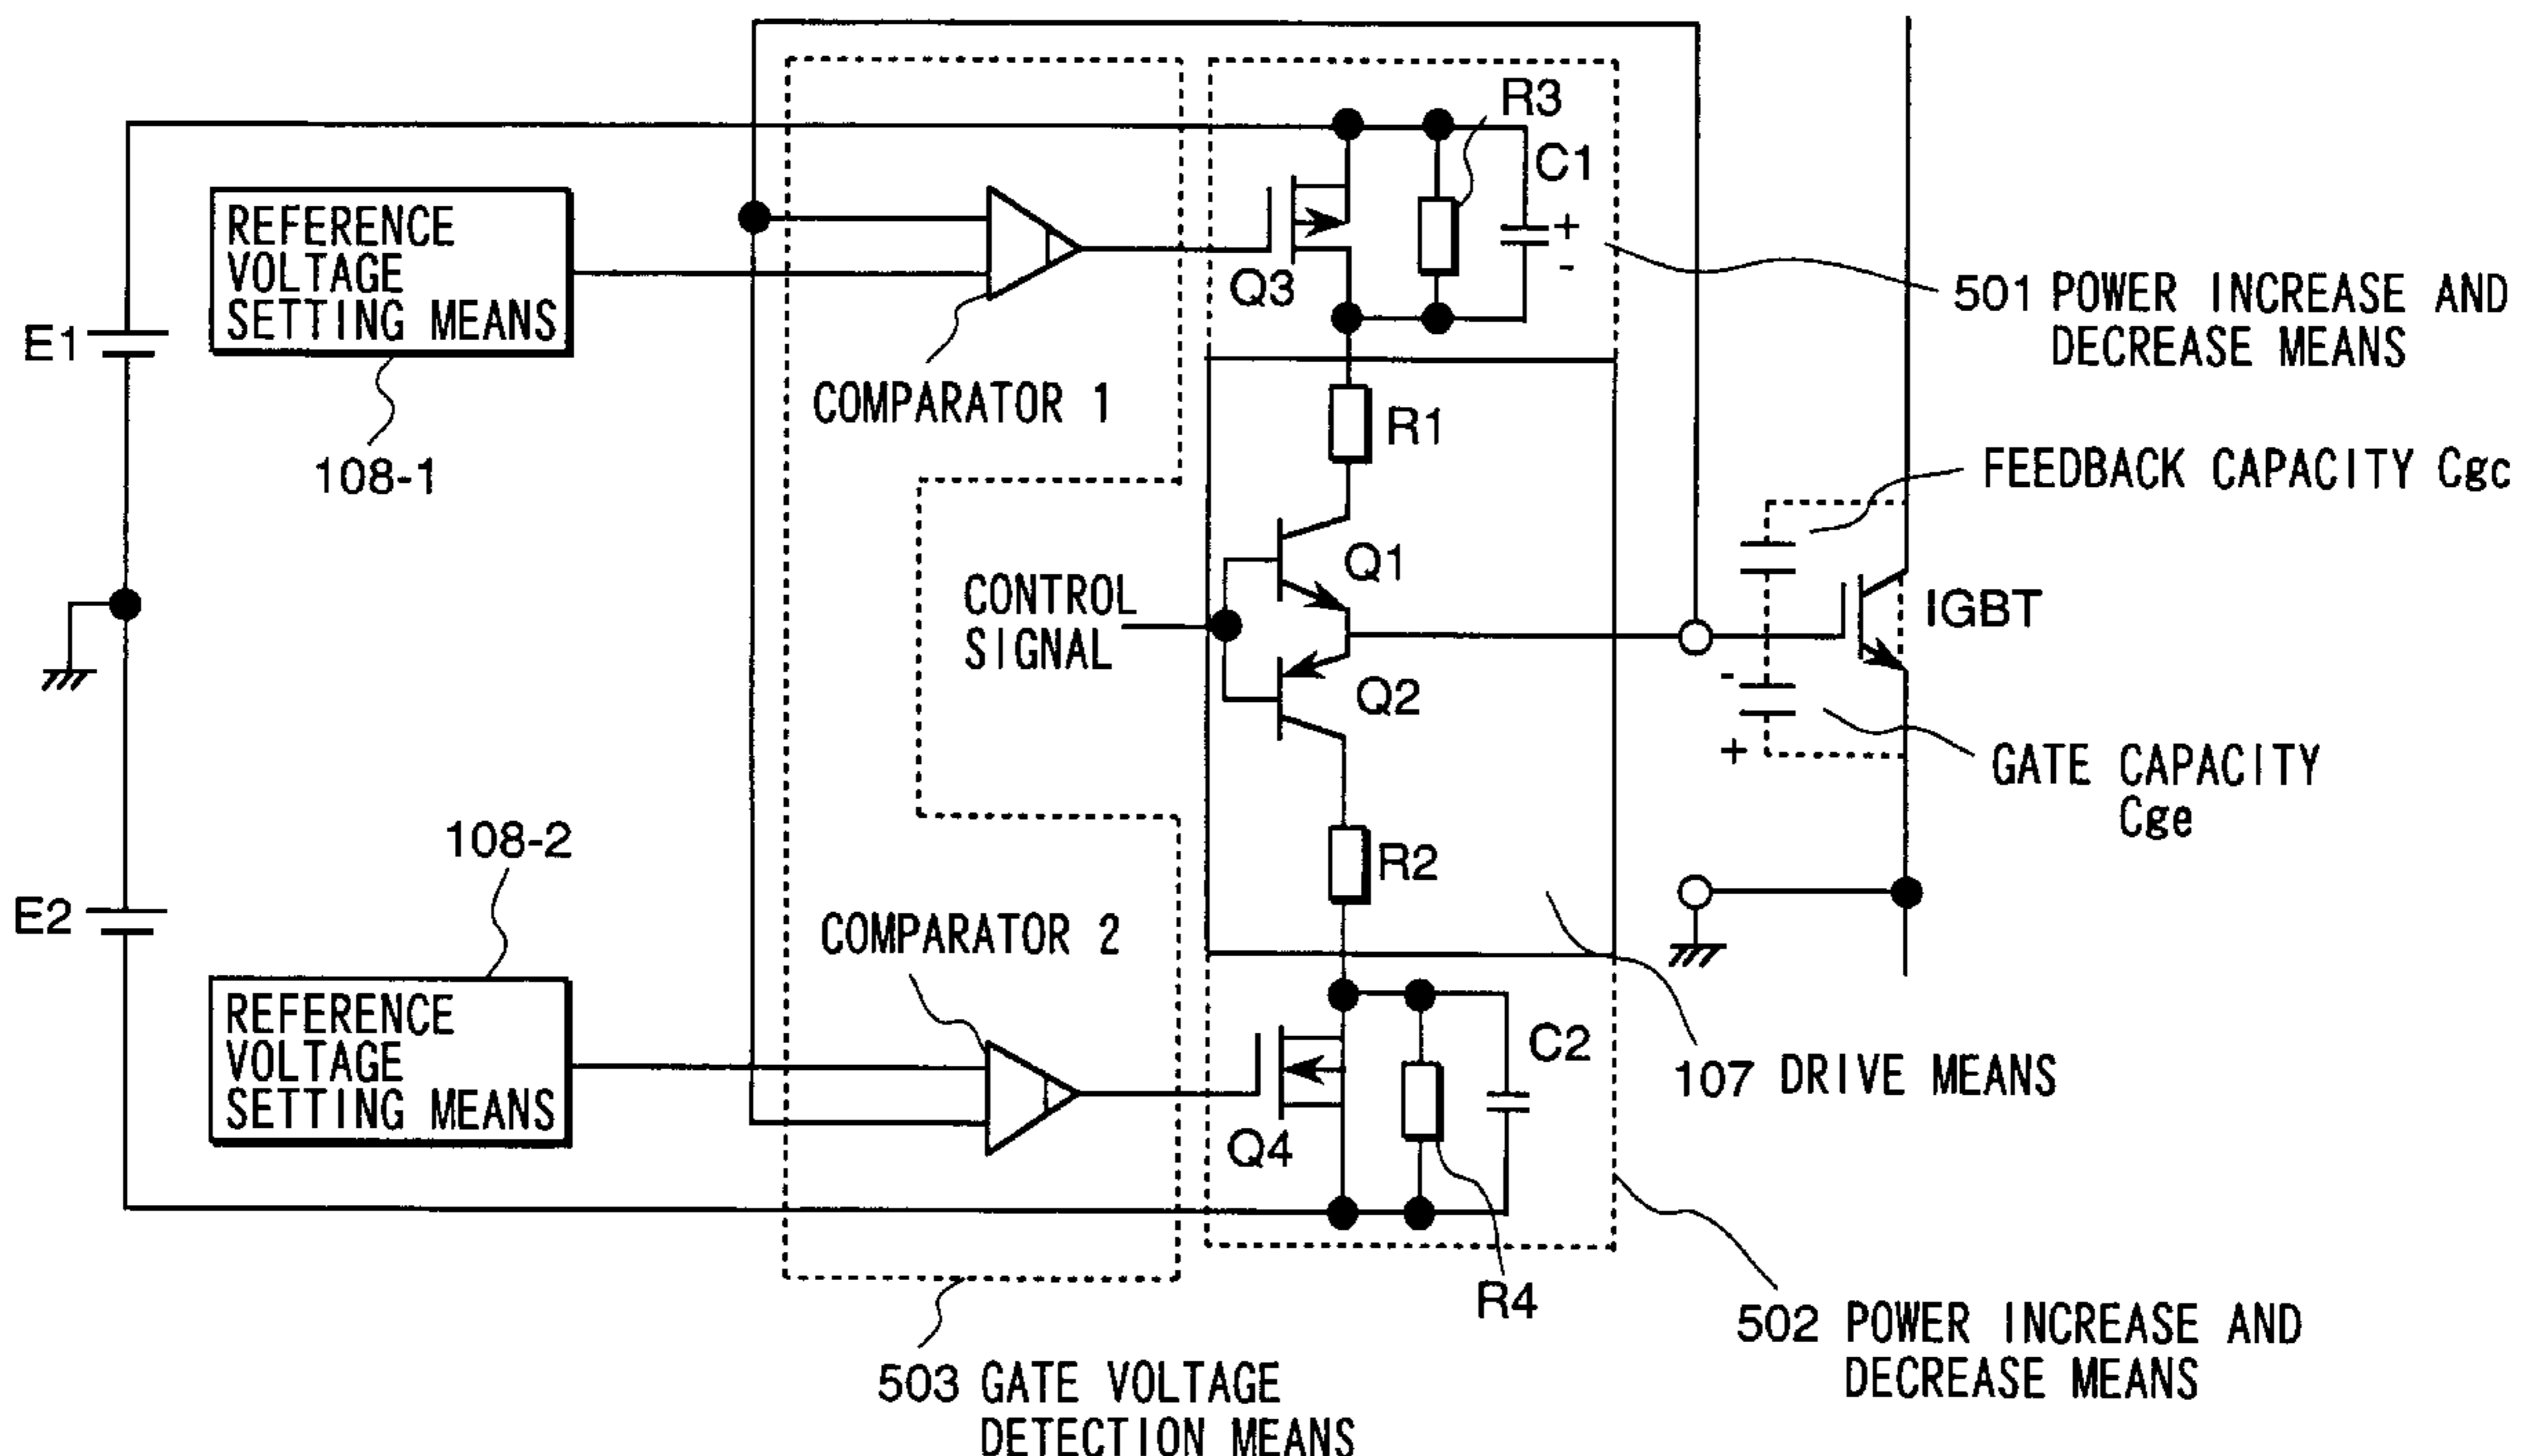 R3
C1
+
-
REFERENCE
VOLTAGE
SETTING MEANS
Q3
501 POWER INCREASE AND
DECREASE MEANS
E1
COMPARATOR 1
R1
108-1
FEEDBACK CAPACITY Cgc
Q1
CONTROL
SIGNAL
IGBT
Q2
-
+
GATE CAPACITY
Cge
108-2
R2
E2
COMPARATOR 2
REFERENCE
VOLTAGE
SETTING MEANS
C2
107 DRIVE MEANS
Q4
R4
502 POWER INCREASE AND
DECREASE MEANS
503 GATE VOLTAGE
DETECTION MEANS